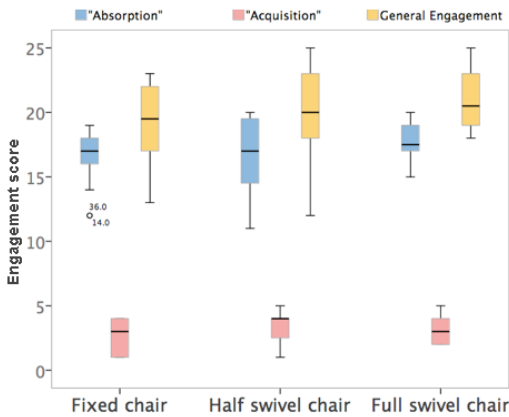 "Absorption" "Acquisition" General Engagement
25
20
15
10
5
0
Engagement score
36.0
14.0
Fixed chair Half swivel chair Full swivel chair